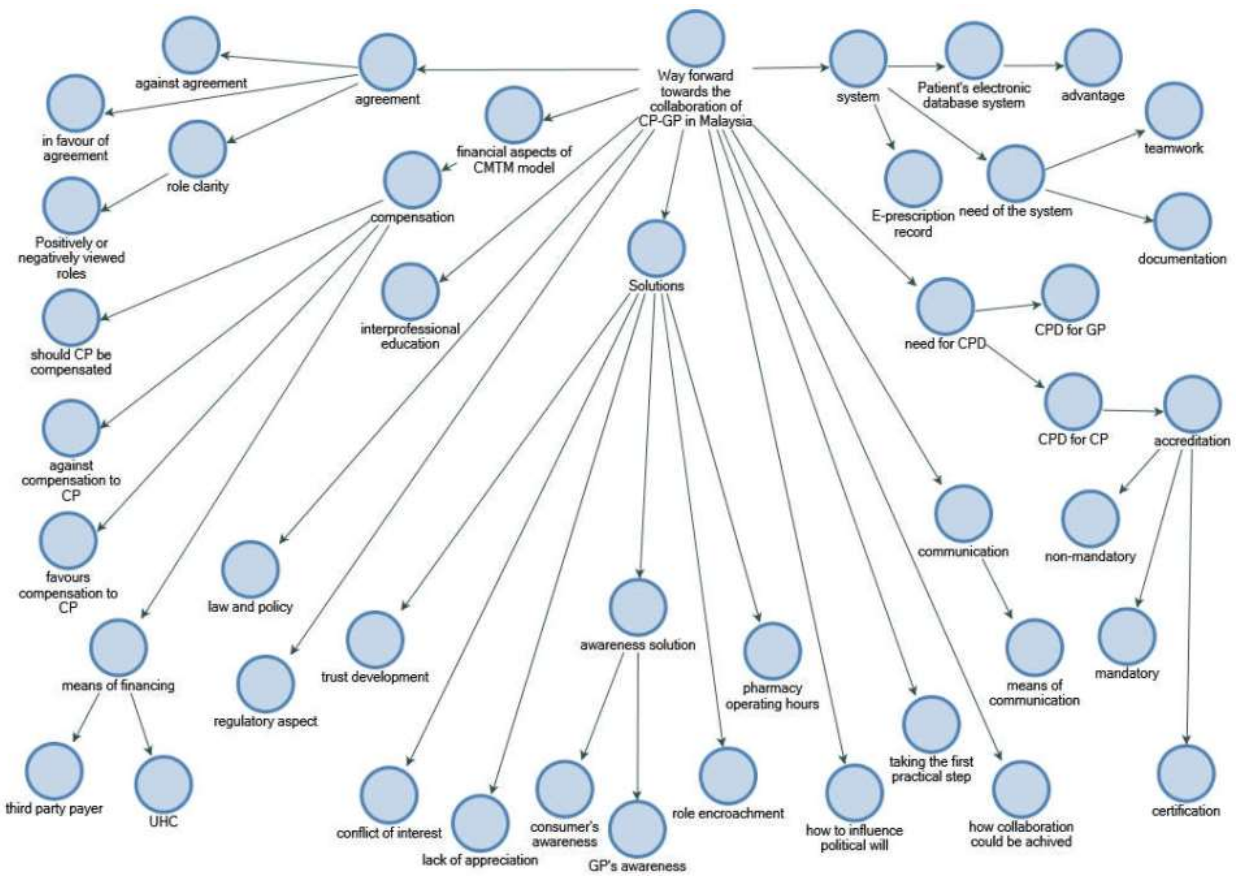 against agreement
agreement
Way forward
towards the
collaboration of
CP-GP in Malaysia
system
Patient's electronic
database system
advantage
in favour of
agreement
role clarity
financial aspects of
CMTM model
teamwork
compensation
E-prescription
record
need of the system
Positively or
negatively viewed
roles
documentation
Solutions
interprofessional
education
should CP be
compensated
need for CPD
CPD for GP
CPD for CP
accreditation
against
compensation to
CP
communication
non-mandatory
favours
compensation to
CP
law and policy
awareness solution
means of financing
trust development
regulatory aspect
pharmacy
operating hours
means of
communication
mandatory
taking the first
practical step
third party payer
UHC
conflict of interest
lack of appreciation
consumer's
awareness
GP's awareness
role encroachment
how to influence
political will
how collaboration
could be achived
certification